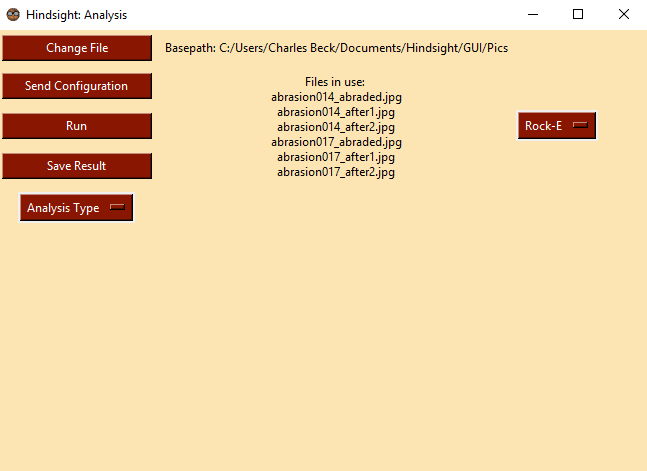 Hindsight: Analysis
Change File
Basepath: C:/Users/Charles Beck/Documents/Hindsight/GUI/Pics
Send Configuration
Files in use:
abrasion014_abraded.jpg
abrasion014_after1.jpg
abrasion014_after2.jpg
abrasion017_abraded.jpg
abrasion017_after1.jpg
abrasion017_after2.jpg
Rock-E
Run
Save Result
Analysis Type